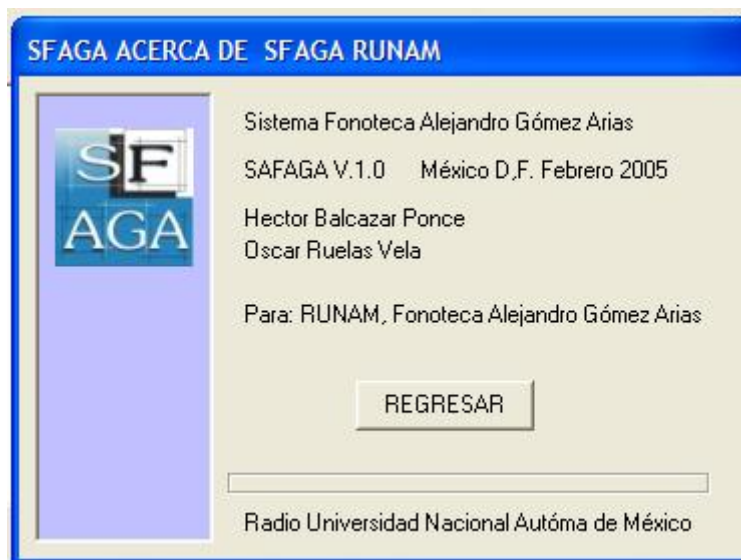 SFAGA ACERCA DE SFAGA RUNAM
SF
AGA
Sistema Fonoteca Alejandro Gómez Arias
SAFAGA V.1.0 México D,F. Febrero 2005
Hector Balcazar Ponce
Oscar Ruelas Vela
Para: RUNAM, Fonoteca Alejandro Gómez Arias
REGRESAR
Radio Universidad Nacional Autóma de México